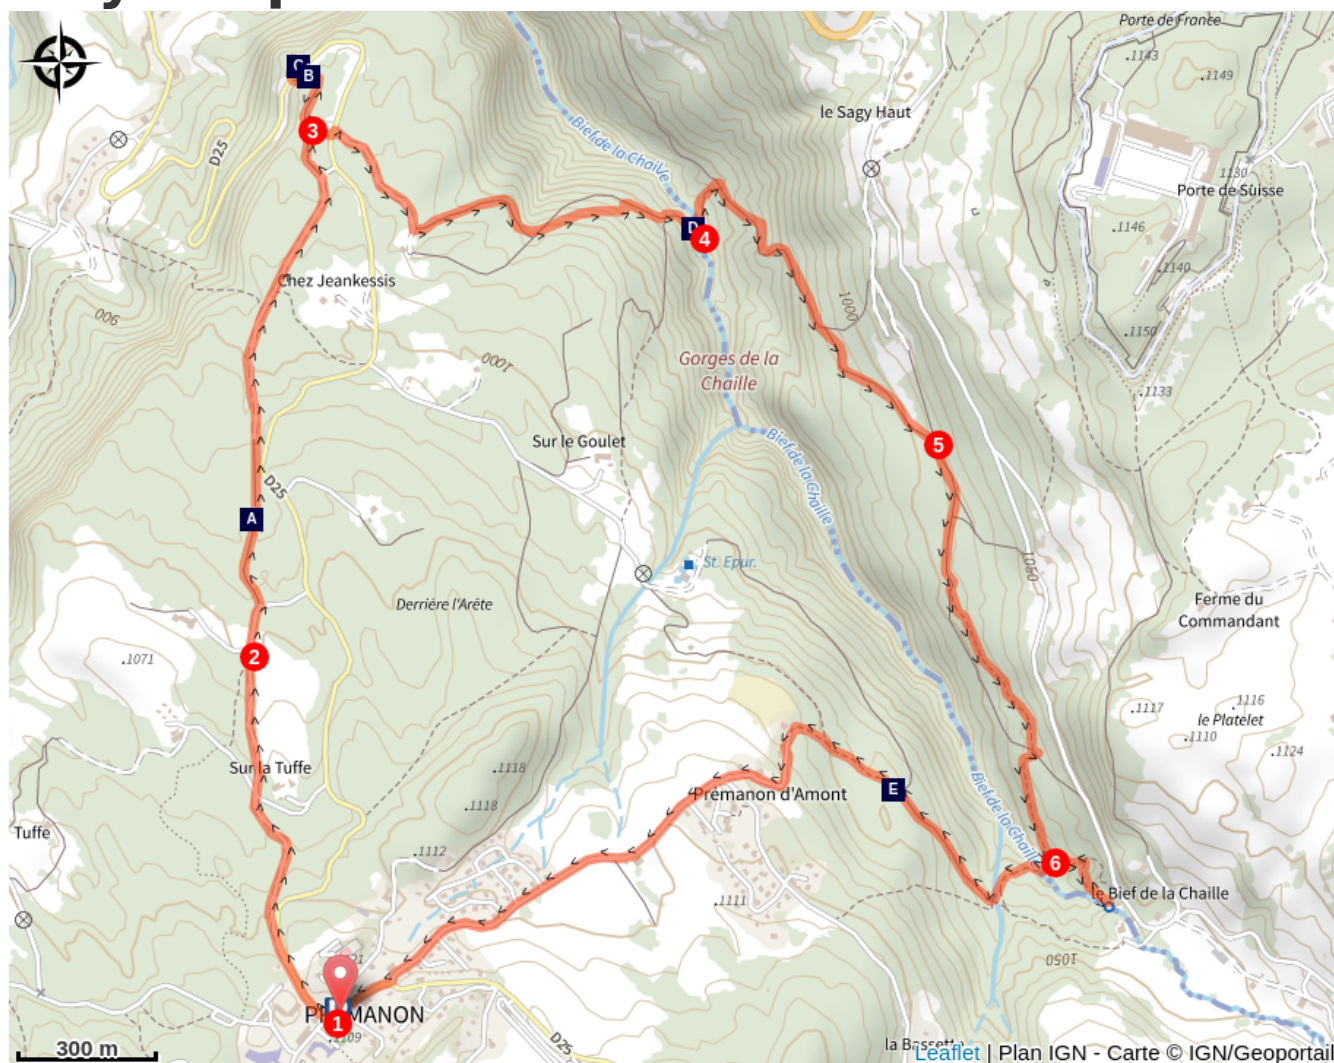 Porte de France
1143
1149
C
B
3
le Sagy Haut
Bief de la Chaille
D25
1130
Porte de Suisse
D
4
1146
1140
Chez Jeankessis
900
1000
1150
Gorges de la
Chaille
1133
1000
Sur le Goulet
Bief de la Chaille
5
D25
A
St. Epur.
1050
Derrière l'Arête
Ferme du
Commandant
2
1071
1116
1117
le Platelet
1110
1124
Sur la Tuffe
1118
Prémanon d'Amont
E
Bief de la Chaille
1118
Tuffe
1112
6
le Bief de la Chaille
1111
1050
1
MANON
1109
D25
la Bassette
300 m
Leaflet | Plan IGN - Carte © IGN/Geoportail